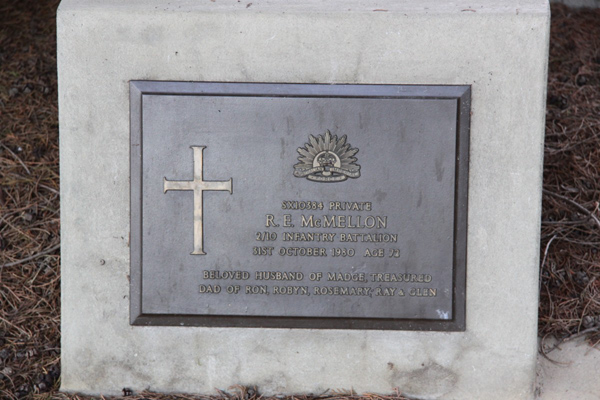 SX10384 PRIVATE
R. E. McMELLON
2/10 INFANTRY BATTALION
31ST OCTOBER 1980 AGE 72
BELOVED HUSBAND OF MADGE, TREASURED
DAD OF RON, ROBYN, ROSEMARY, RAY & GLEN